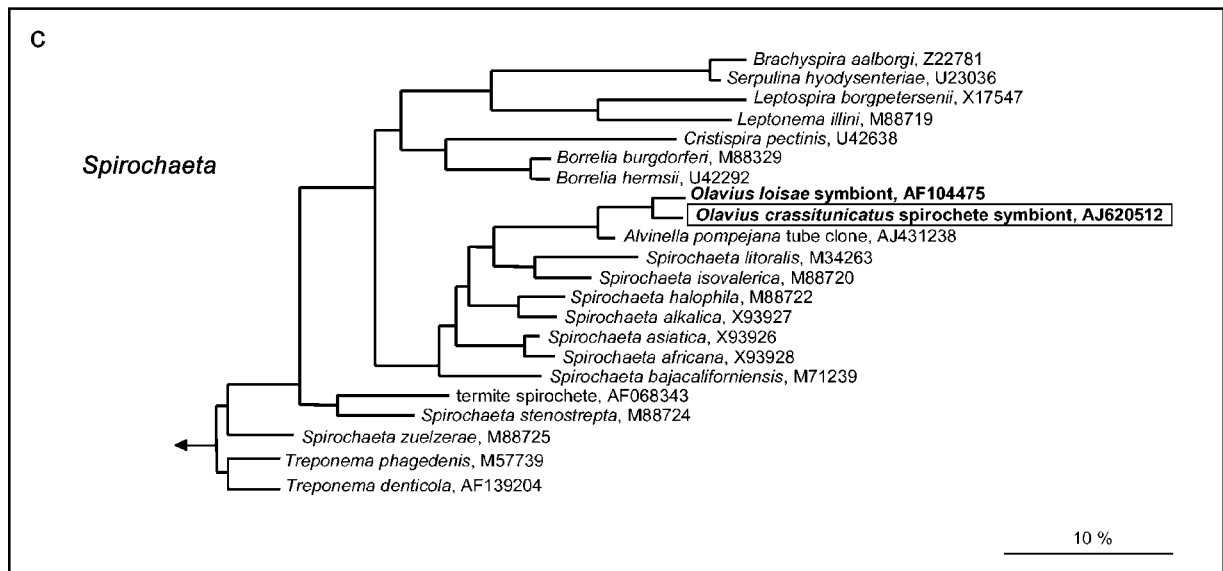 C
Brachyspira aalborgi, Z22781
Serpulina hyodysenteriae, U23036
Leptospira borgpetersenii, X17547
Leptonema illini, M88719
Cristispira pectinis, U42638
Spirochaeta
Borrelia burgdorferi, M88329
Borrelia hermsii, U42292
Olavius loisae symbiont, AF104475
Olavius crassitunicatus spirochete symbiont, AJ620512
Alvinella pompejana tube clone, AJ431238
Spirochaeta litoralis, M34263
Spirochaeta isovalerica, M88720
Spirochaeta halophila, M88722
Spirochaeta alkalica, X93927
Spirochaeta asiatica, X93926
Spirochaeta africana, X93928
Spirochaeta bajacaliforniensis, M71239
termite spirochete, AF068343
Spirochaeta stenostrepta, M88724
Spirochaeta zuelzerae, M88725
Treponema phagedenis, M57739
Treponema denticola, AF139204
10 %